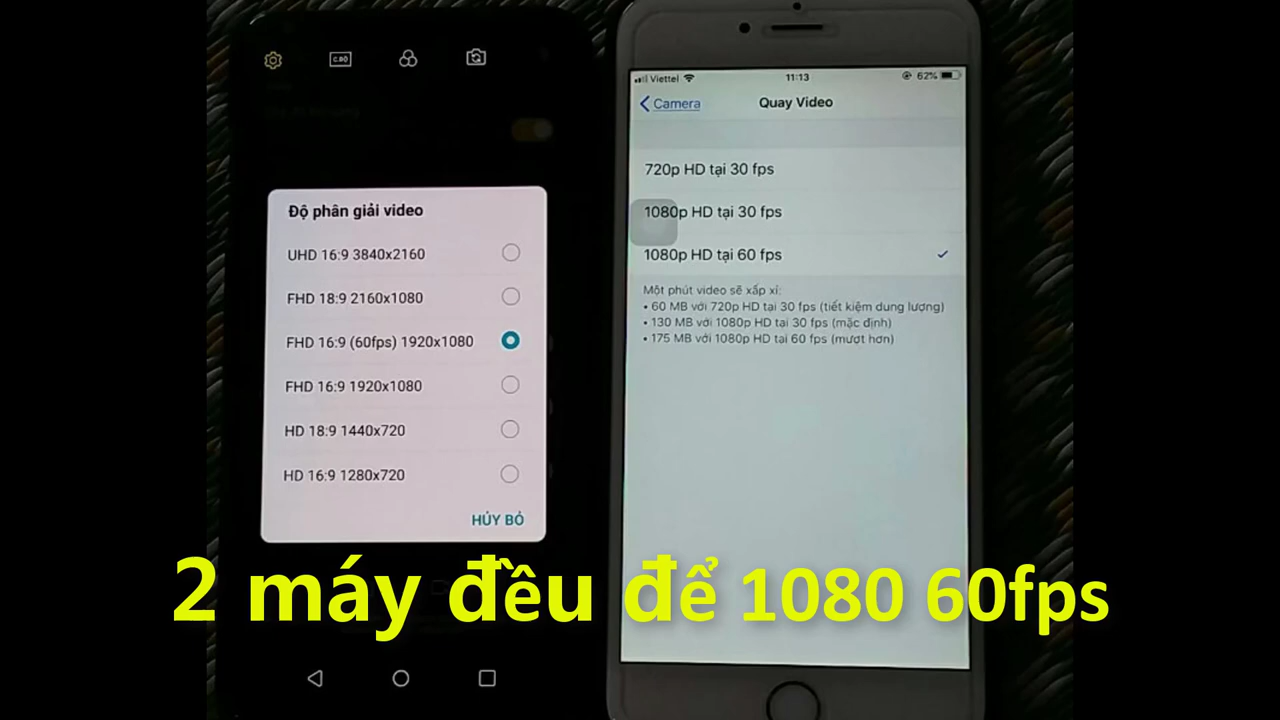 C.ĐỘ
Độ phân giải video
UHD 16:9 3840x2160
FHD 18:9 2160x1080
FHD 16:9 (60fps) 1920x1080
FHD 16:9 1920x1080
HD 18:9 1440x720
HD 16:9 1280x720
HỦY BỎ
Viettel 11:13 62%
Camera Quay Video
720p HD tại 30 fps
1080p HD tại 30 fps
1080p HD tại 60 fps
Một phút video sẽ xấp xỉ:
• 60 MB với 720p HD tại 30 fps (tiết kiệm dung lượng)
• 130 MB với 1080p HD tại 30 fps (mặc định)
• 175 MB với 1080p HD tại 60 fps (mượt hơn)
2 máy đều để 1080 60fps